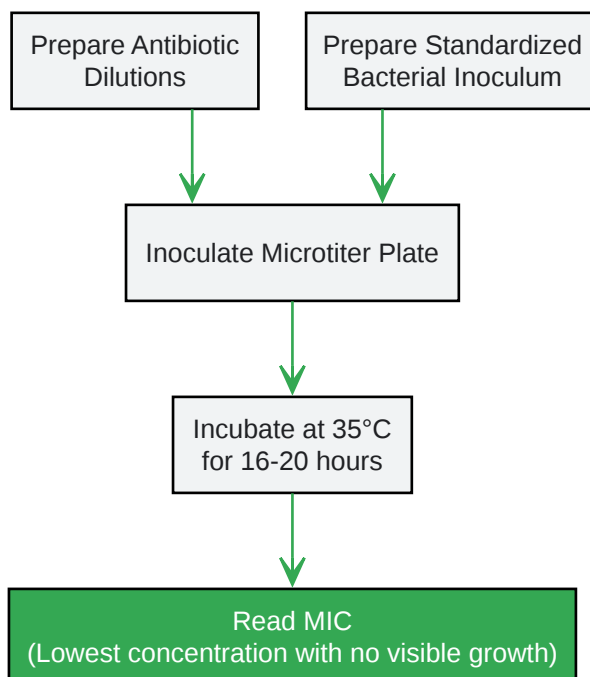 Prepare Antibiotic
Dilutions
Prepare Standardized
Bacterial Inoculum
Inoculate Microtiter Plate
Incubate at 35°C
for 16-20 hours
Read MIC
(Lowest concentration with no visible growth)